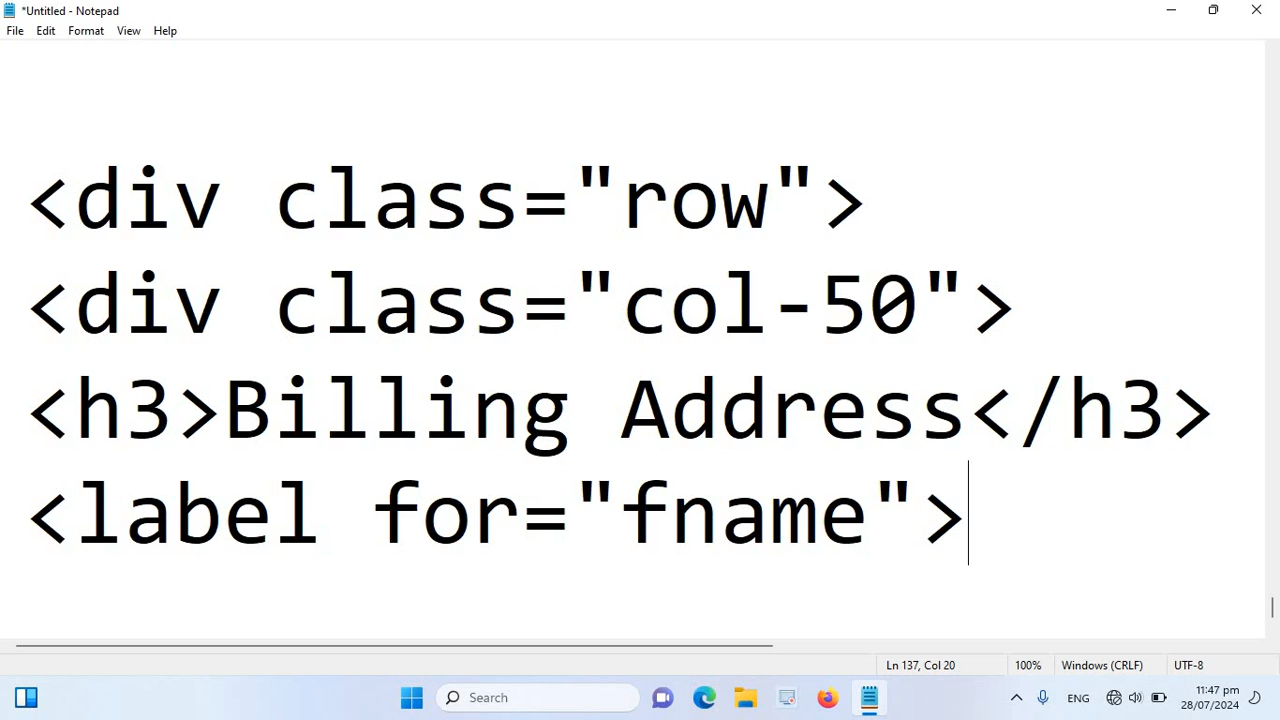 *Untitled - Notepad
File Edit Format View Help
<div class="row">
<div class="col-50">
<h3>Billing Address</h3>
<label for="fname">
Ln 137, Col 20 100% Windows (CRLF) UTF-8
Search ENG 11:47 pm
28/07/2024